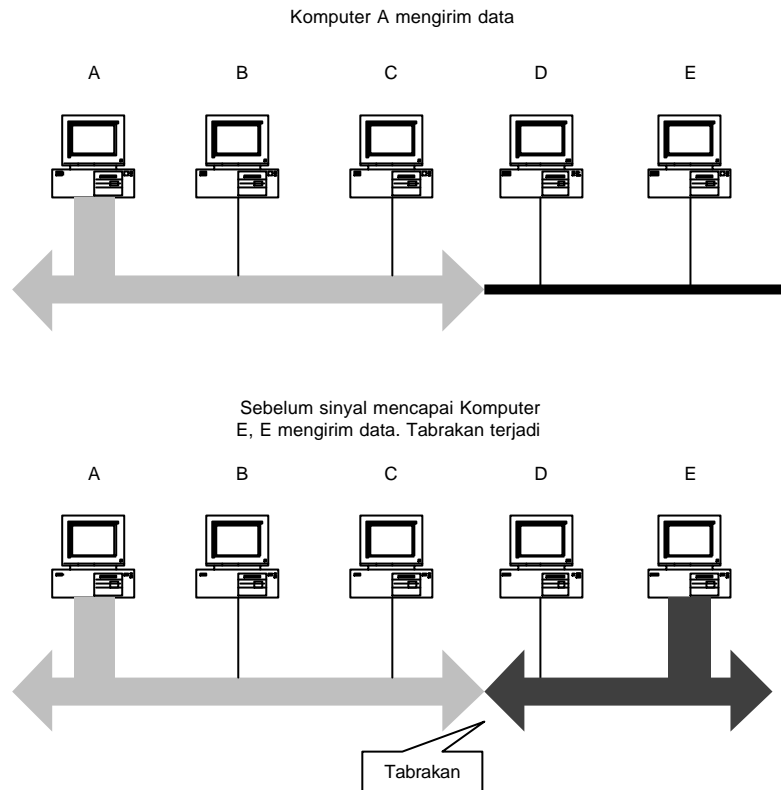 Komputer A mengirim data
A B C D E
Sebelum sinyal mencapai Komputer
E, E mengirim data. Tabrakan terjadi
A B C D E
Tabrakan